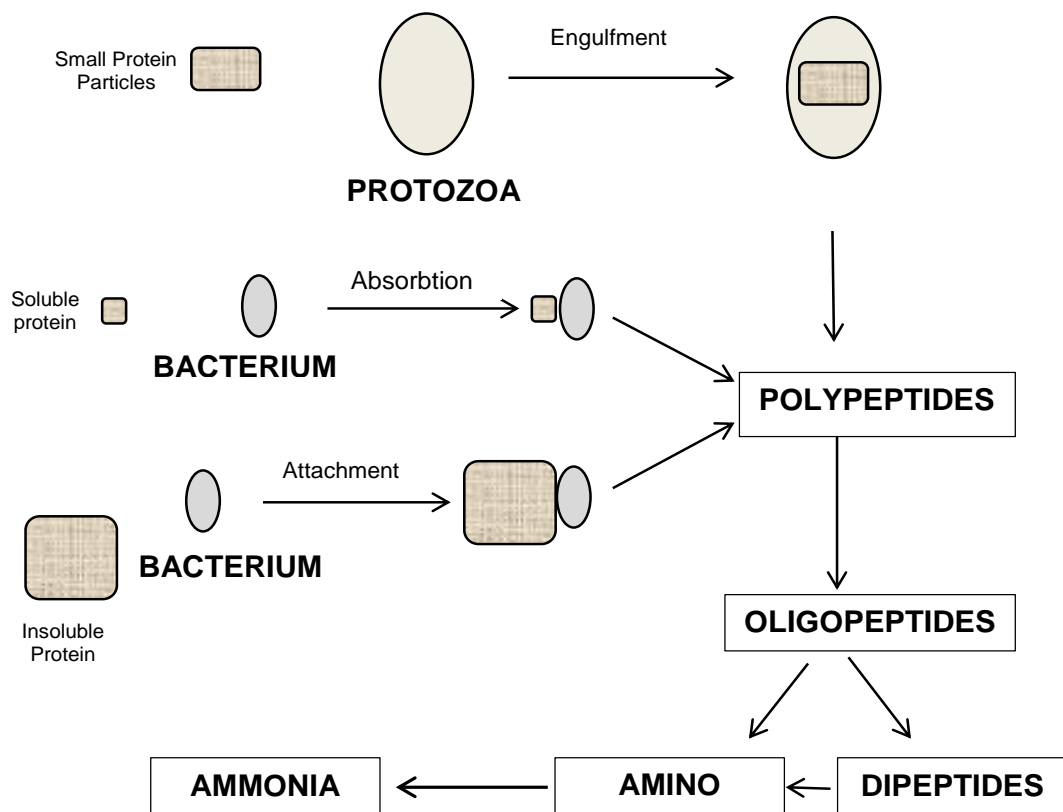 Engulfment
Small Protein
Particles
PROTOZOA
Absorbtion
Soluble
protein
BACTERIUM
POLYPEPTIDES
Attachment
BACTERIUM
OLIGOPEPTIDES
Insoluble
Protein
AMMONIA
AMINO
DIPEPTIDES